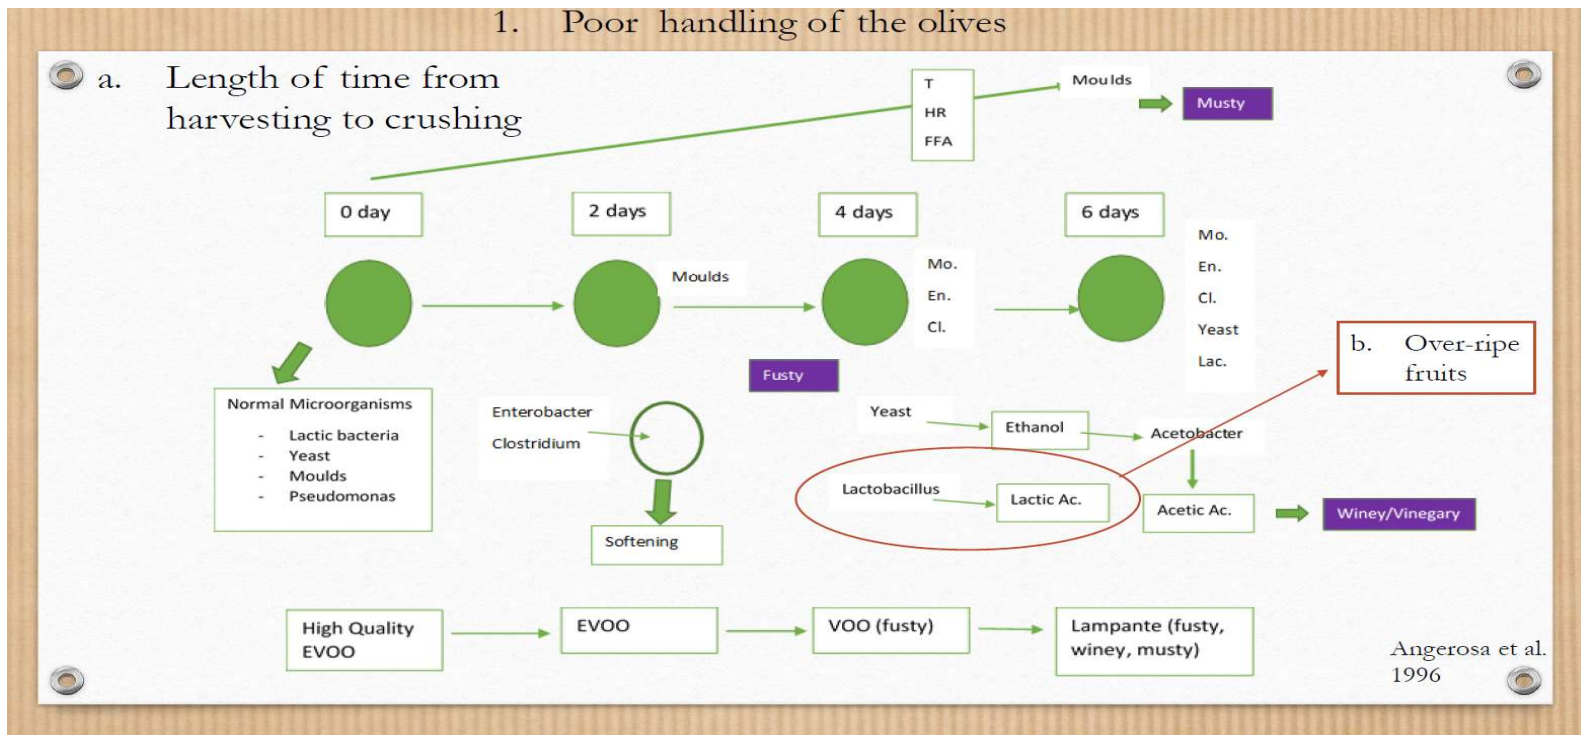 1. Poor handling of the olives
a. Length of time from
harvesting to crushing
T
HR
FFA
Moulds
Musty
0 day
2 days
4 days
6 days
Moulds
Mo.
En.
Cl.
Mo.
En.
Cl.
Yeast
Lac.
Fusty
b. Over-ripe
fruits
Normal Microorganisms
- Lactic bacteria
- Yeast
- Moulds
- Pseudomonas
Enterobacter
Clostridium
Softening
Yeast
Ethanol
Acetobacter
Lactobacillus
Lactic Ac.
Acetic Ac.
Winey/Vinegary
High Quality
EVOO
EVOO
VOO (fusty)
Lampante (fusty,
winey, musty)
Angerosa et al.
1996